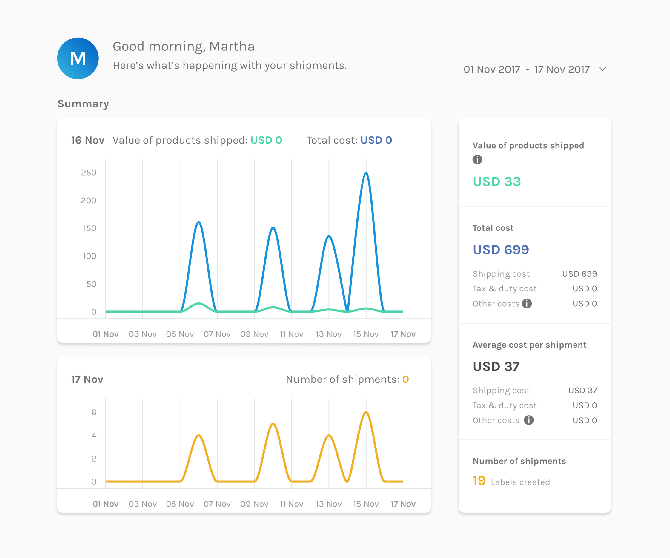 M
Good morning, Martha
Here's what's happening with your shipments.
01 Nov 2017 - 17 Nov 2017
Summary
16 Nov Value of products shipped: USD 0 Total cost: USD 0
250
200
150
100
50
0
01 Nov 03 Nov 05 Nov 07 Nov 09 Nov 11 Nov 13 Nov 15 Nov 17 Nov
17 Nov Number of shipments: 0
6
4
2
0
01 Nov 03 Nov 05 Nov 07 Nov 09 Nov 11 Nov 13 Nov 15 Nov 17 Nov
Value of products shipped
i
USD 33
Total cost
USD 699
Shipping cost USD 699
Tax & duty cost USD 0
Other costs i USD 0
Average cost per shipment
USD 37
Shipping cost USD 37
Tax & duty cost USD 0
Other costs i USD 0
Number of shipments
19 Labels created